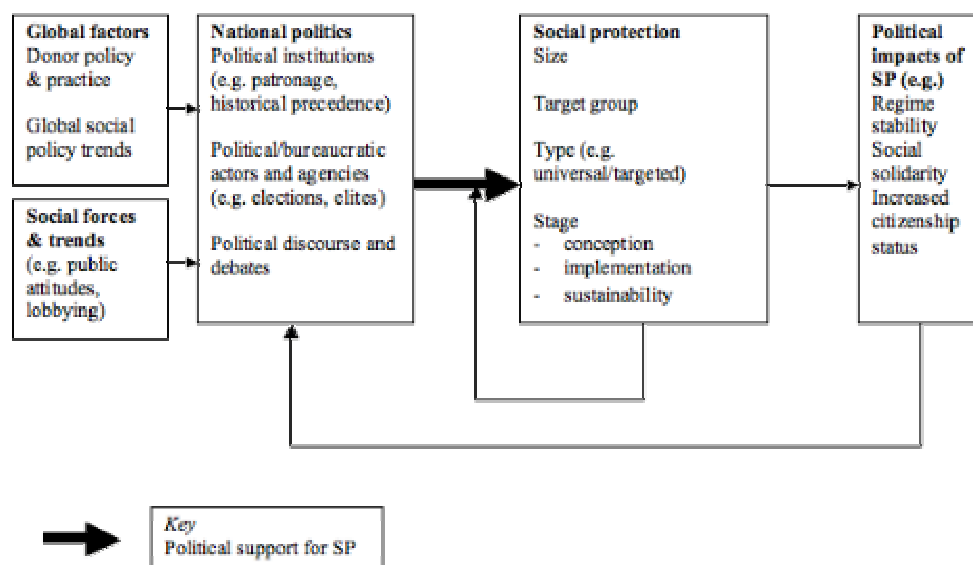 Global factors
Donor policy
& practice
Global social
policy trends
Social forces
& trends
(e.g. public
attitudes,
lobbying)
National politics
Political institutions
(e.g. patronage,
historical precedence)
Political/bureaucratic
actors and agencies
(e.g. elections, elites)
Political discourse and
debates
Social protection
Size
Target group
Type (e.g.
universal/targeted)
Stage
- conception
- implementation
- sustainability
Political
impacts of
SP (e.g.)
Regime
stability
Social
solidarity
Increased
citizenship
status
Key
Political support for SP